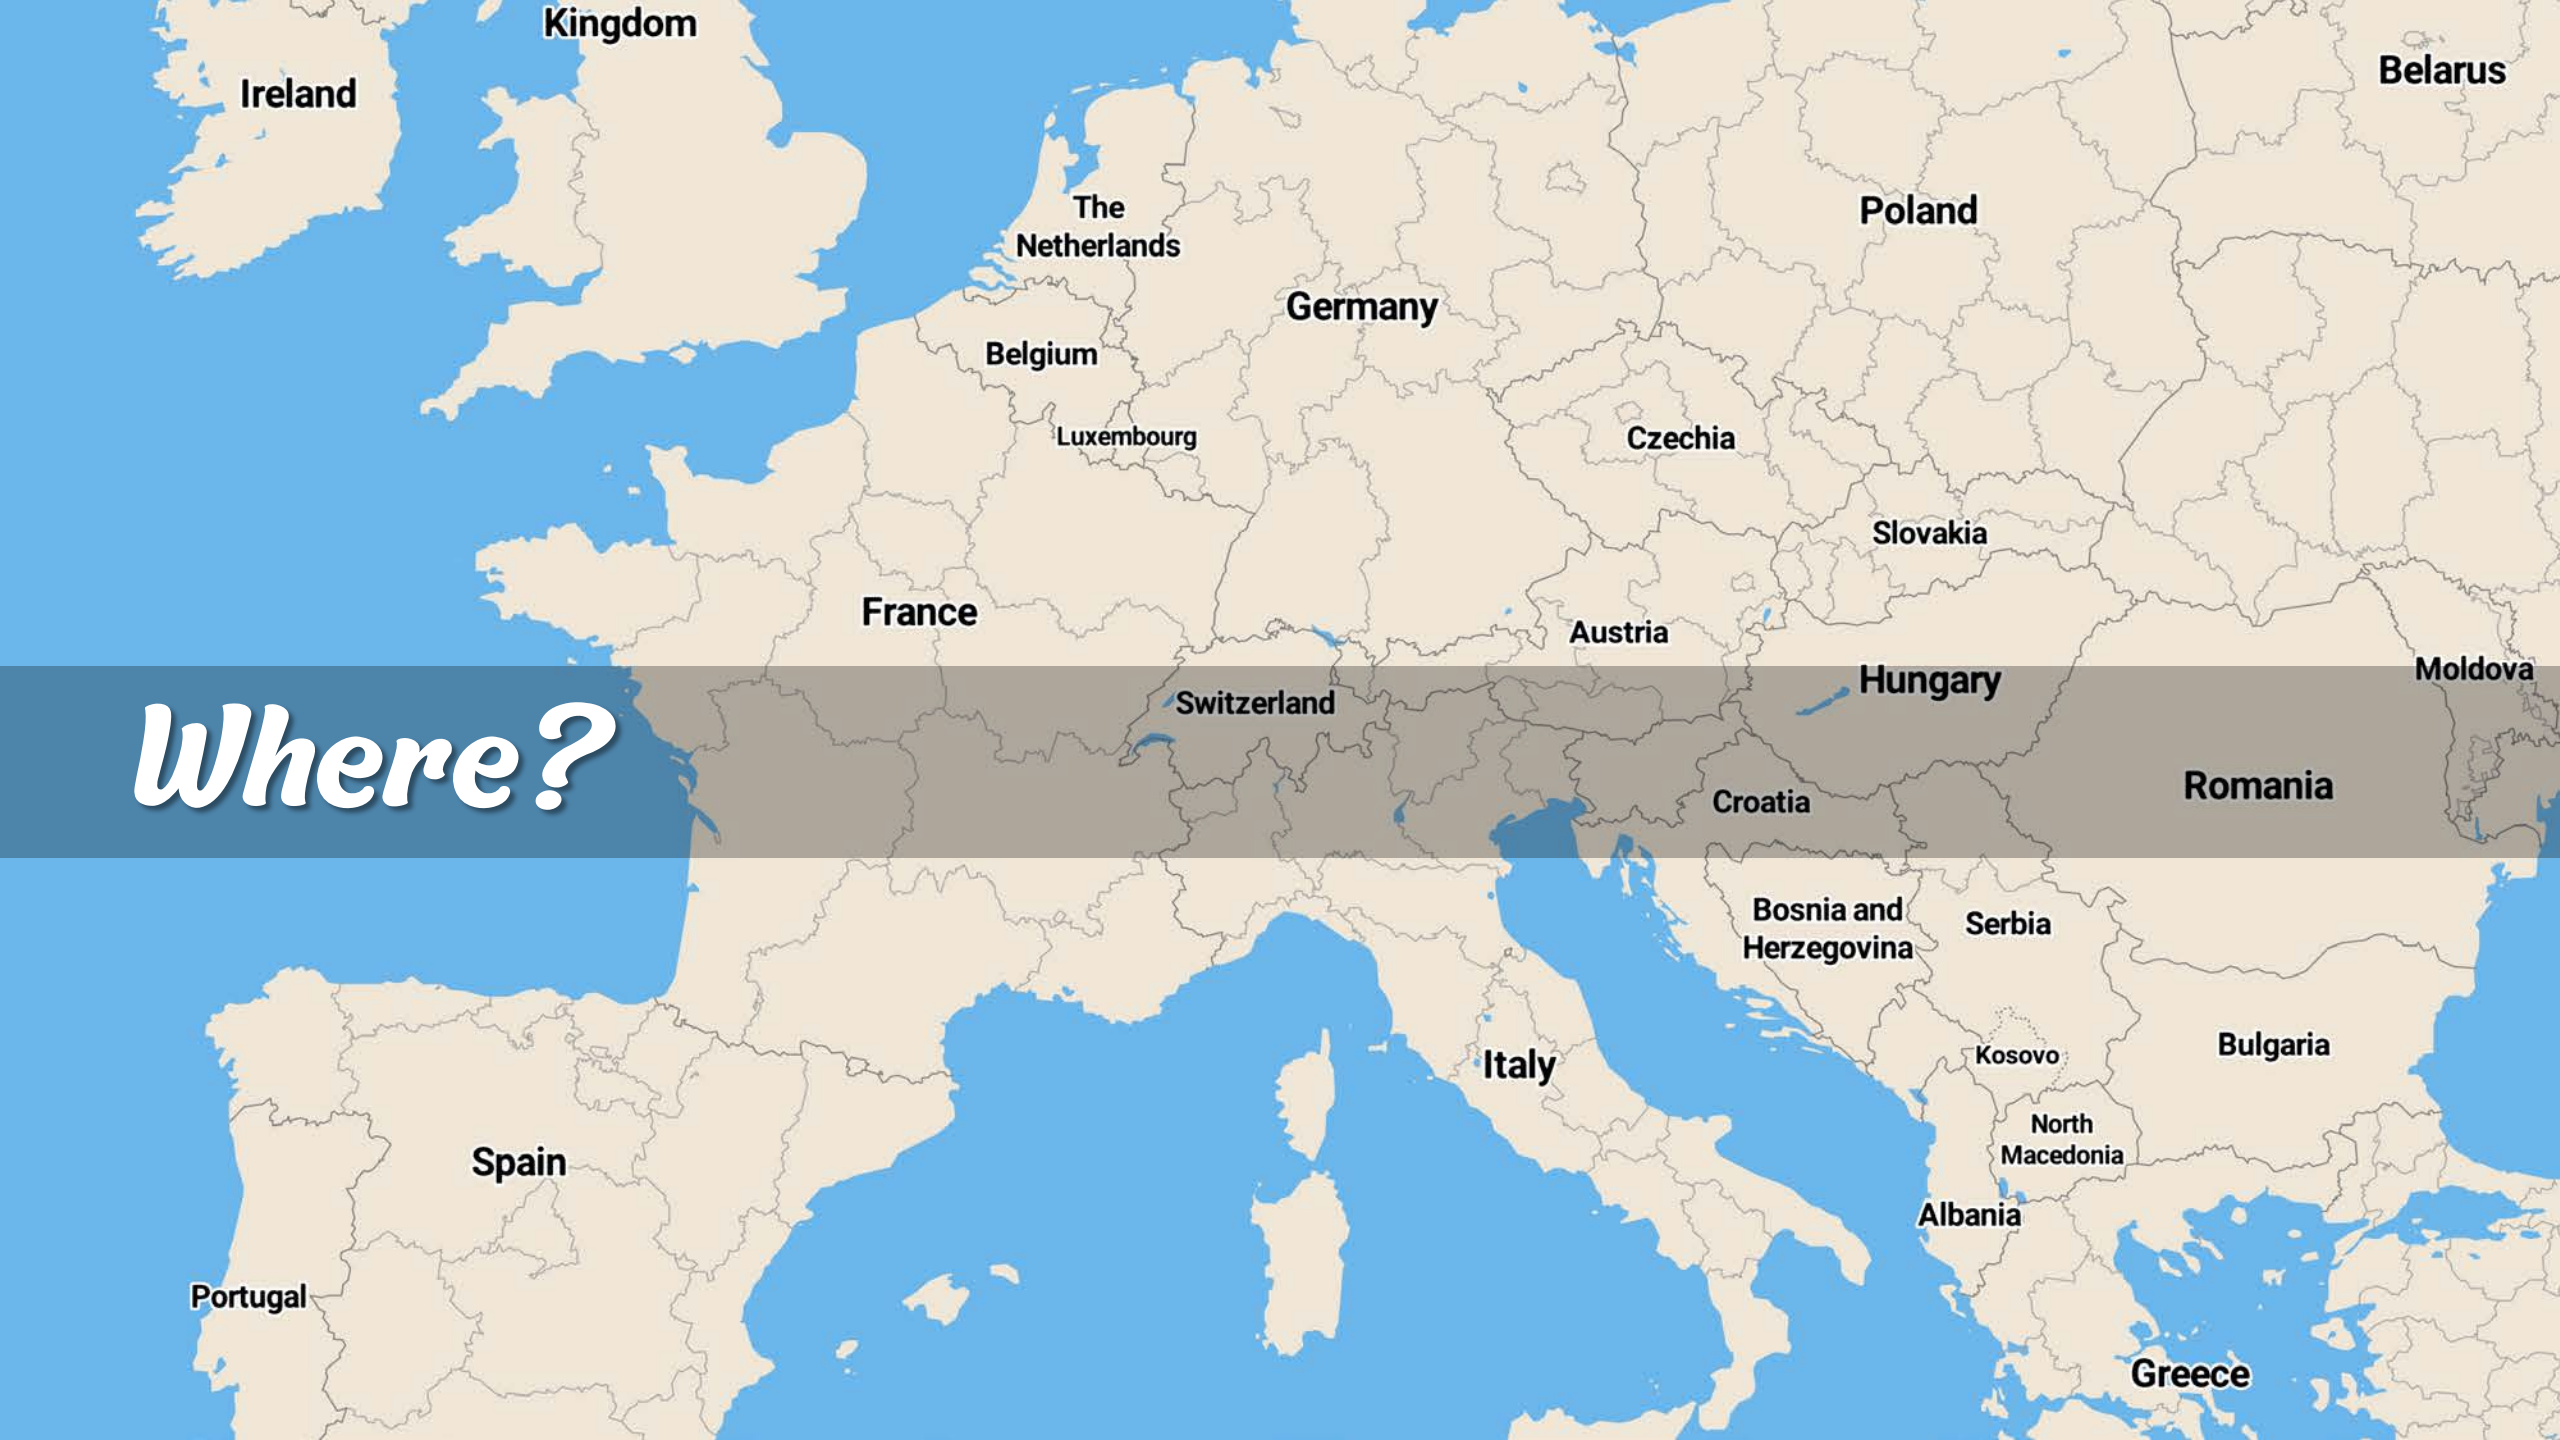 Kingdom
Ireland
Belarus
The
Netherlands
Poland
Germany
Belgium
Luxembourg
Czechia
Slovakia
France
Austria
Moldova
Hungary
Switzerland
Where?
Romania
Croatia
Bosnia and
Herzegovina
Serbia
Bulgaria
Kosovo
Italy
North
Macedonia
Spain
Albania
Portugal
Greece